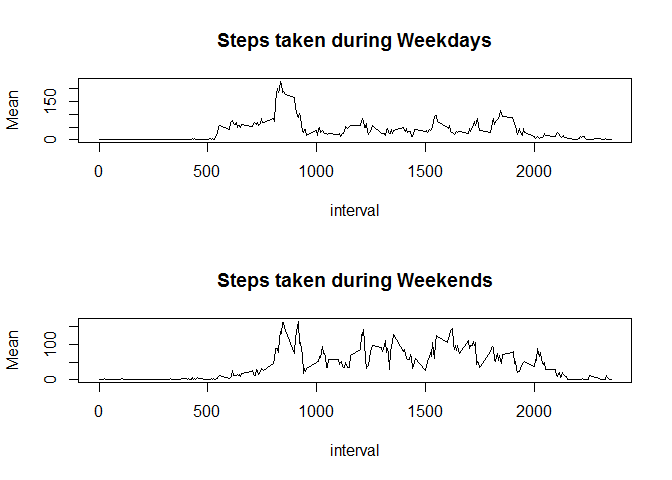 Steps taken during Weekdays
Mean
150
0
0 500 1000 1500 2000
interval
Steps taken during Weekends
Mean
100
0
0 500 1000 1500 2000
interval